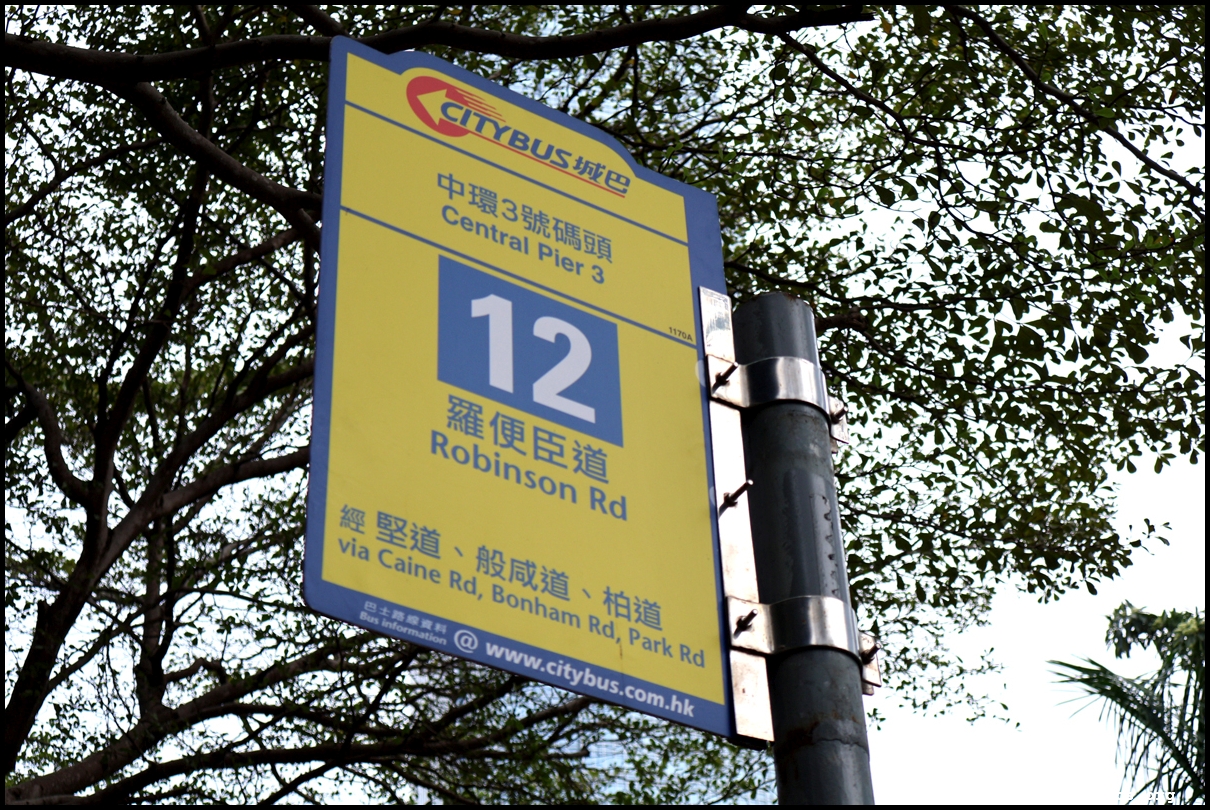 CITYBUS城巴
中環3號碼頭
Central Pier 3
1170A
12
羅便臣道
Robinson Rd
經 堅道、般咸道、柏道
via Caine Rd, Bonham Rd, Park Rd
巴士路線資料
Bus information
@ www.citybus.com.hk